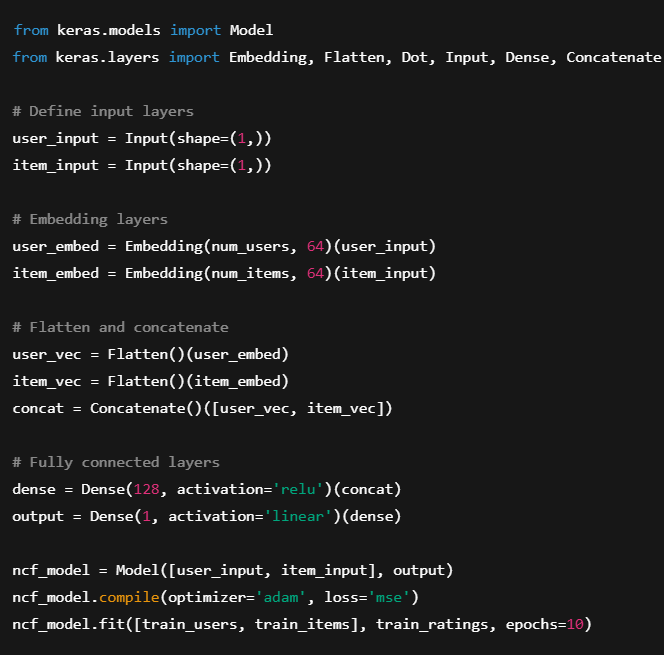 from keras.models import Model
from keras.layers import Embedding, Flatten, Dot, Input, Dense, Concatenate
# Define input layers
user_input = Input(shape=(1,))
item_input = Input(shape=(1,))
# Embedding layers
user_embed = Embedding(num_users, 64)(user_input)
item_embed = Embedding(num_items, 64)(item_input)
# Flatten and concatenate
user_vec = Flatten()(user_embed)
item_vec = Flatten()(item_embed)
concat = Concatenate()([user_vec, item_vec])
# Fully connected layers
dense = Dense(128, activation='relu')(concat)
output = Dense(1, activation='linear')(dense)
ncf_model = Model([user_input, item_input], output)
ncf_model.compile(optimizer='adam', loss='mse')
ncf_model.fit([train_users, train_items], train_ratings, epochs=10)